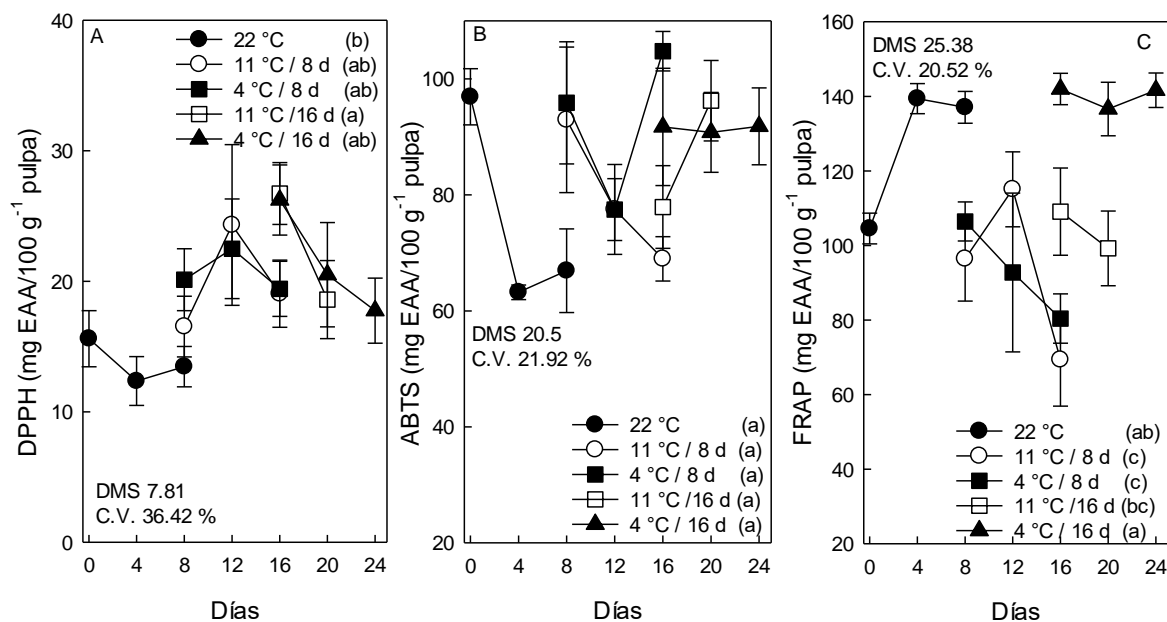 A
22 °C (b)
11 °C / 8 d (ab)
4 °C / 8 d (ab)
11 °C /16 d (a)
4 °C / 16 d (ab)
DMS 7.81
C.V. 36.42 %
DPPH (mg EAA/100 g-1 pulpa)
40
30
20
10
0
0 4 8 12 16 20 24
Días
B
DMS 20.5
C.V. 21.92 %
22 °C (a)
11 °C / 8 d (a)
4 °C / 8 d (a)
11 °C /16 d (a)
4 °C / 16 d (a)
ABTS (mg EAA/100 g-1 pulpa)
100
80
60
40
20
0 4 8 12 16 20 24
Días
DMS 25.38
C.V. 20.52 %
C
22 °C (ab)
11 °C / 8 d (c)
4 °C / 8 d (c)
11 °C /16 d (bc)
4 °C / 16 d (a)
FRAP (mg EAA/100 g-1 pulpa)
160
140
120
100
80
60
40
20
0 4 8 12 16 20 24
Días